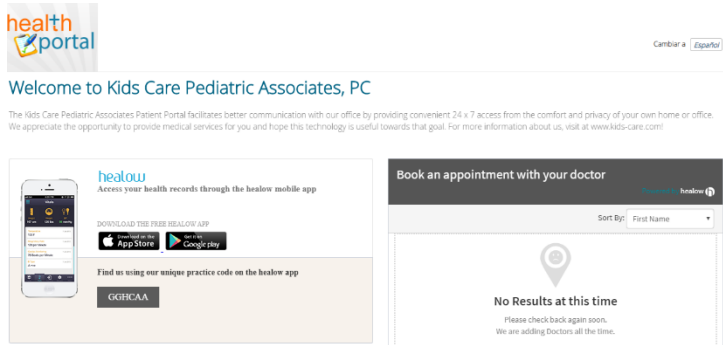 health
portal
Cambiar a Español
Welcome to Kids Care Pediatric Associates, PC
The Kids Care Pediatric Associates Patient Portal facilitates better communication with our office by providing convenient 24 x 7 access from the comfort and privacy of your own home or office.
We appreciate the opportunity to provide medical services for you and hope this technology is useful towards that goal. For more information about us, visit at www.kids-care.com!
healow
Access your health records through the healow mobile app
DOWNLOAD THE FREE HEALOW APP
Download on the
App Store
Get it on
Google play
Find us using our unique practice code on the healow app
GGHCAA
Book an appointment with your doctor
healow
Sort By: First Name
No Results at this time
Please check back again soon.
We are adding Doctors all the time.